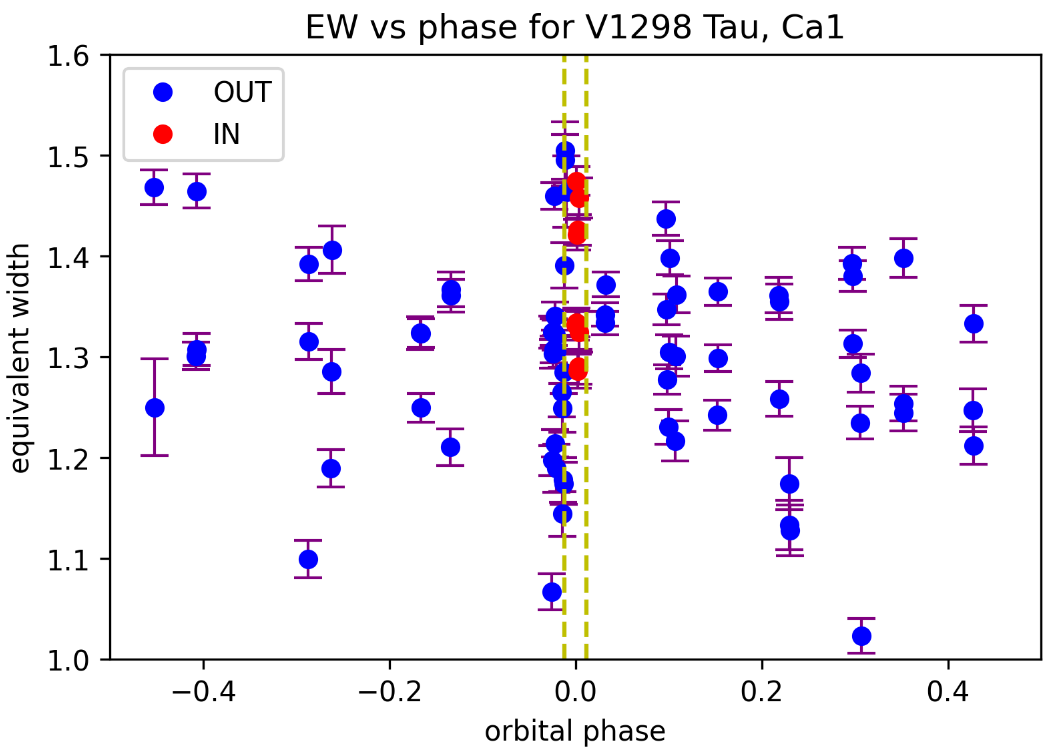 EW vs phase for V1298 Tau, Ca1
OUT
IN
equivalent width
1.6
1.5
1.4
1.3
1.2
1.1
1.0
−0.4
−0.2
0.0
0.2
0.4
orbital phase